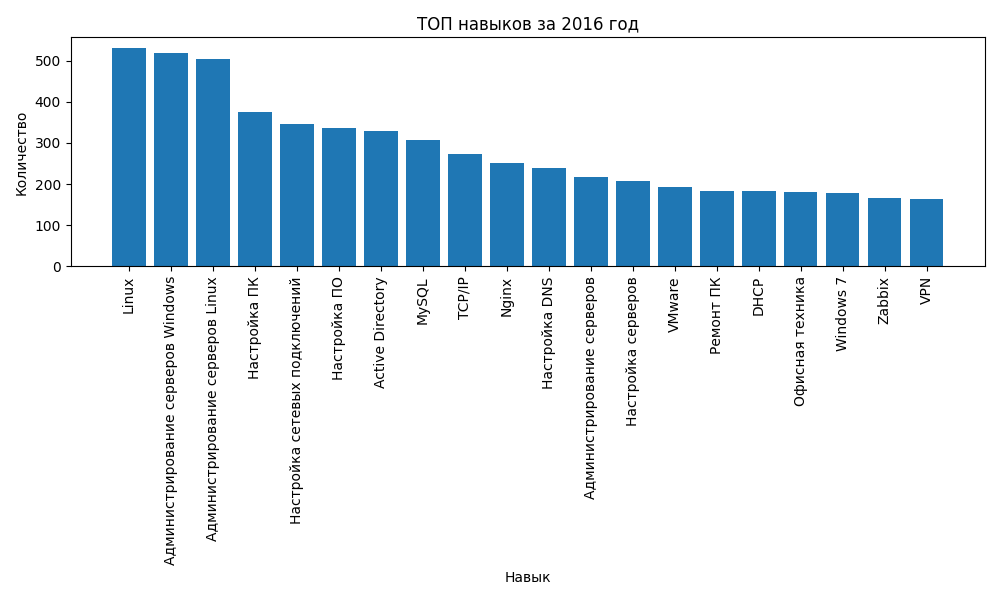 ТОП навыков за 2016 год
Количество
500
400
300
200
100
0
Linux
Администрирование серверов Windows
Администрирование серверов Linux
Настройка ПК
Настройка сетевых подключений
Настройка ПО
Active Directory
MySQL
TCP/IP
Nginx
Настройка DNS
Администрирование серверов
Настройка серверов
VMware
Ремонт ПК
DHCP
Офисная техника
Windows 7
Zabbix
VPN
Навык